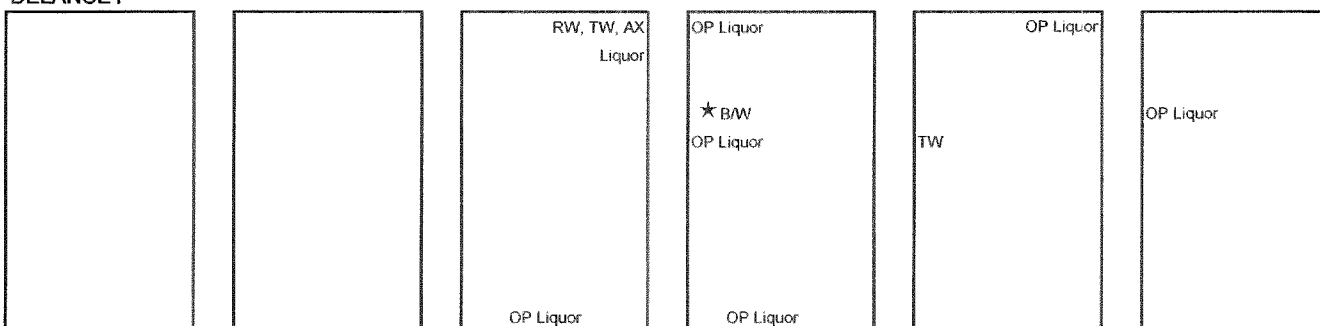 DELANCEY
RW, TW, AX
Liquor
OP Liquor
OP Liquor
★ B/W
OP Liquor
OP Liquor
OP Liquor
TW
OP Liquor